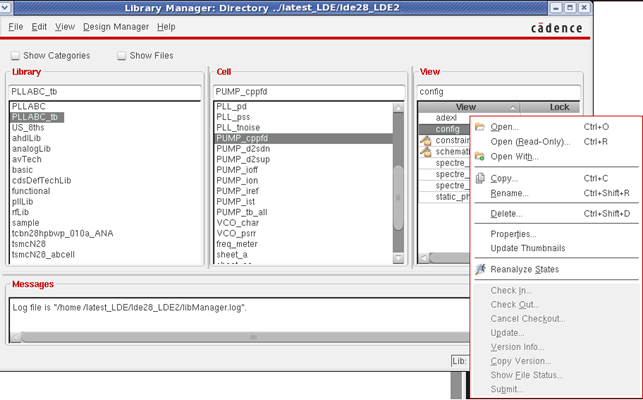 Library Manager: Directory ../latest_LDE/lde28_LDE2
File Edit View Design Manager Help
cādence
Show Categories Show Files
Library
PLLABC_tb
PLLABC
PLLABC_tb
US_8ths
ahdlLib
analogLib
avTech
basic
cdsDefTechLib
functional
pllLib
rfLib
sample
tcbn28hpbwp_010a_ANA
tsmcN28
tsmcN28_abcell
Cell
PUMP_cppfd
PLL_pd
PLL_pss
PLL_tnoise
PUMP_cppfd
PUMP_d2sdn
PUMP_d2sup
PUMP_ioff
PUMP_ion
PUMP_iref
PUMP_ist
PUMP_tb_all
VCO_char
VCO_psrr
freq_meter
sheet_a
View
config
View Lock
adexl
config
constrain
schemati
spectre_
spectre_
spectre_
static_ph
Open... Ctrl+O
Open (Read-Only)... Ctrl+R
Open With...
Copy... Ctrl+C
Rename... Ctrl+Shift+R
Delete... Ctrl+Shift+D
Properties...
Update Thumbnails
Reanalyze States
Check In...
Check Out...
Cancel Checkout...
Update...
Version Info...
Copy Version...
Show File Status...
Submit...
Messages
Log file is "/home /latest_LDE/lde28_LDE2/libManager.log".
Lib: